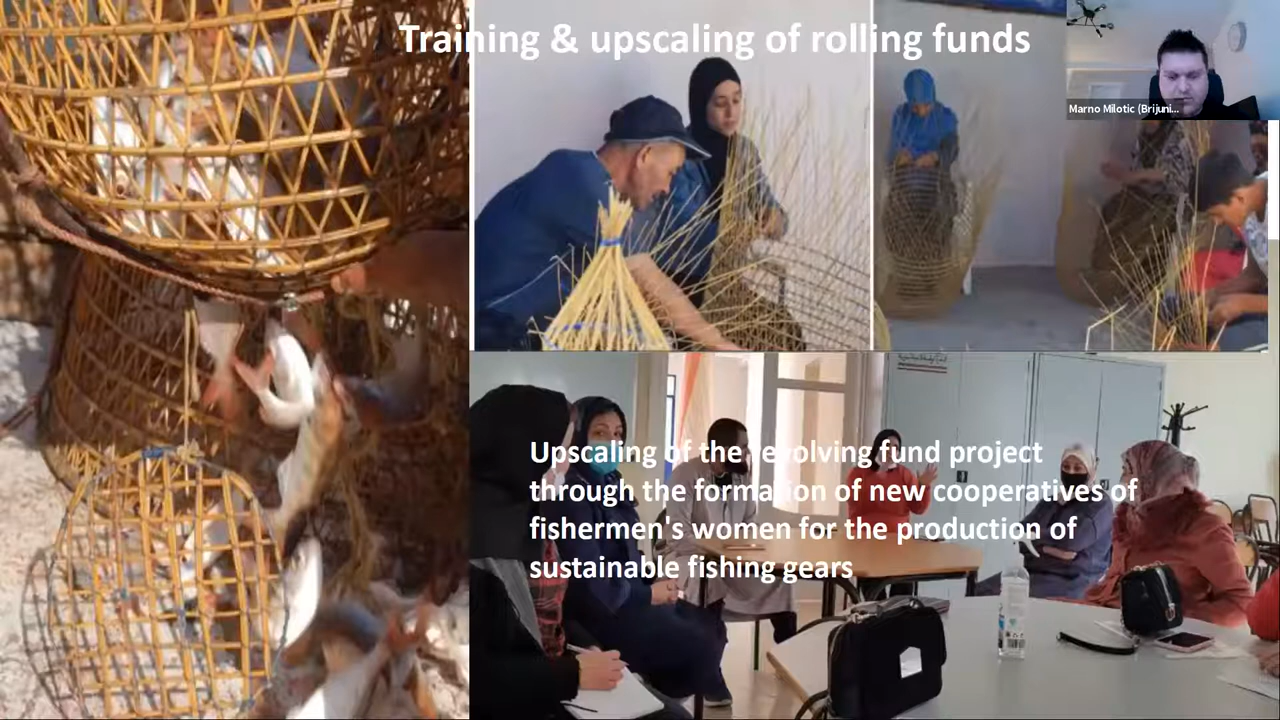 Training & upscaling of rolling funds
Marno Milotic (Brijuni...
Upscaling of the revolving fund project
through the formation of new cooperatives of
fishermen's women for the production of
sustainable fishing gears